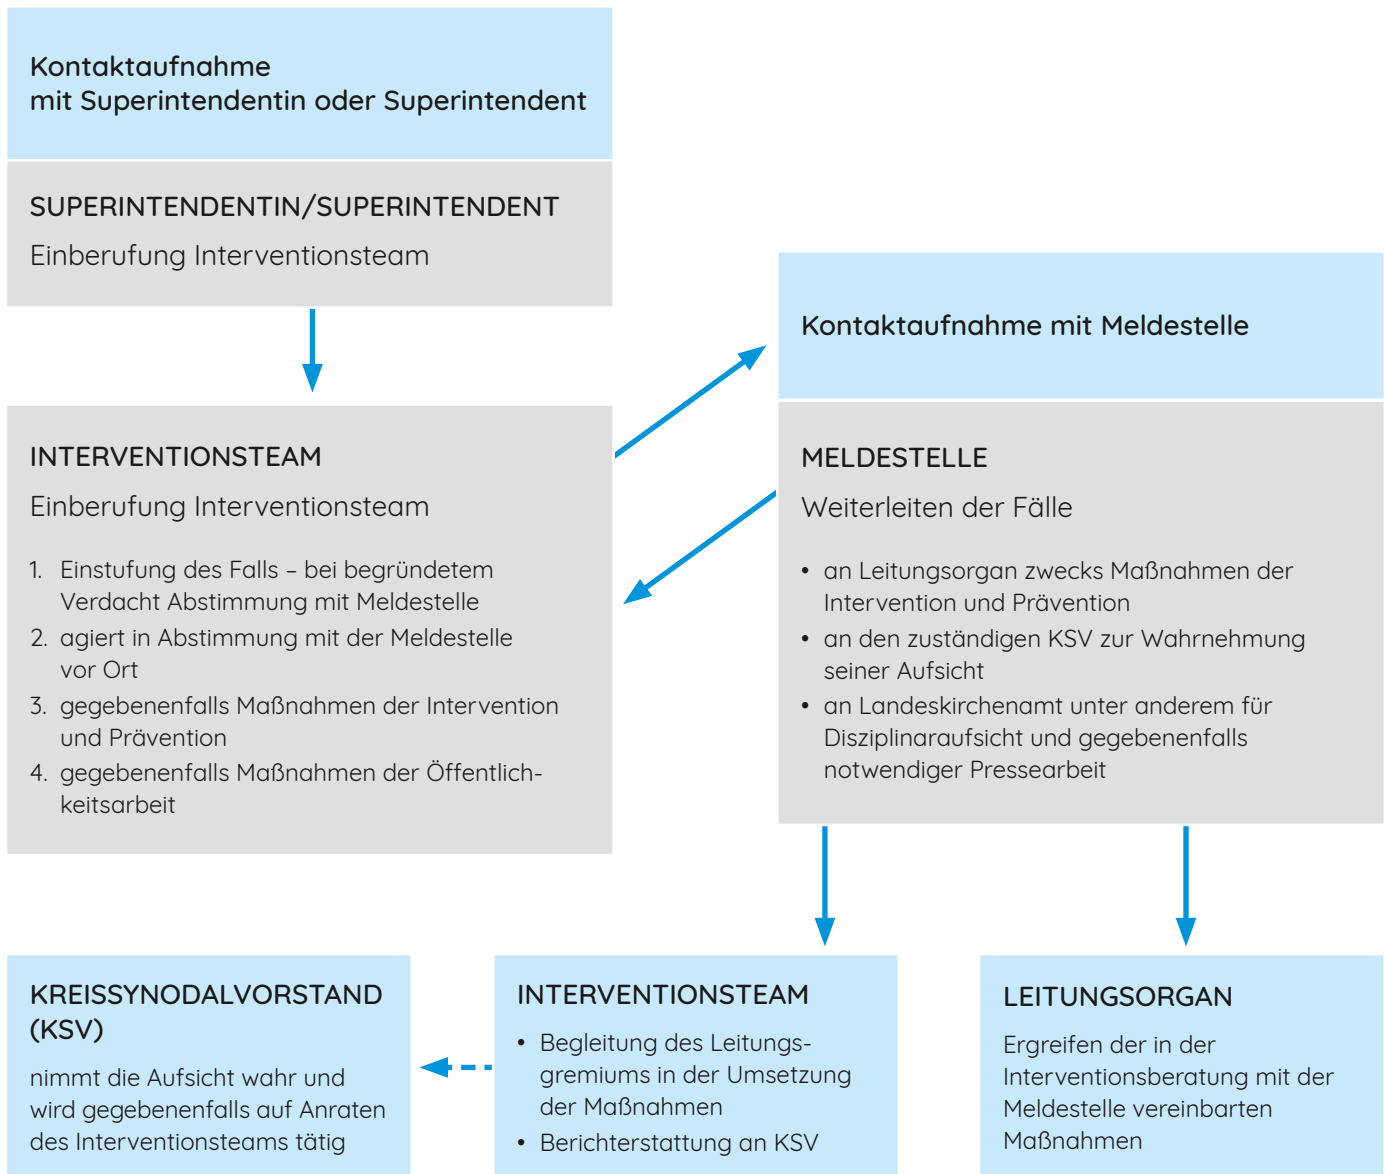 Kontaktaufnahme
mit Superintendentin oder Superintendent
SUPERINTENDENTIN/SUPERINTENDENT
Einberufung Interventionsteam
INTERVENTIONSTEAM
Einberufung Interventionsteam
1. Einstufung des Falls – bei begründetem
Verdacht Abstimmung mit Meldestelle
2. agiert in Abstimmung mit der Meldestelle
vor Ort
3. gegebenenfalls Maßnahmen der Intervention
und Prävention
4. gegebenenfalls Maßnahmen der Öffentlich-
keitsarbeit
Kontaktaufnahme mit Meldestelle
MELDESTELLE
Weiterleiten der Fälle
• an Leitungsorgan zwecks Maßnahmen der
Intervention und Prävention
• an den zuständigen KSV zur Wahrnehmung
seiner Aufsicht
• an Landeskirchenamt unter anderem für
Disziplinaraufsicht und gegebenenfalls
notwendiger Pressearbeit
KREISSYNODALVORSTAND
(KSV)
nimmt die Aufsicht wahr und
wird gegebenenfalls auf Anraten
des Interventionsteams tätig
INTERVENTIONSTEAM
• Begleitung des Leitungs-
gremiums in der Umsetzung
der Maßnahmen
• Berichterstattung an KSV
LEITUNGSORGAN
Ergreifen der in der
Interventionsberatung mit der
Meldestelle vereinbarten
Maßnahmen